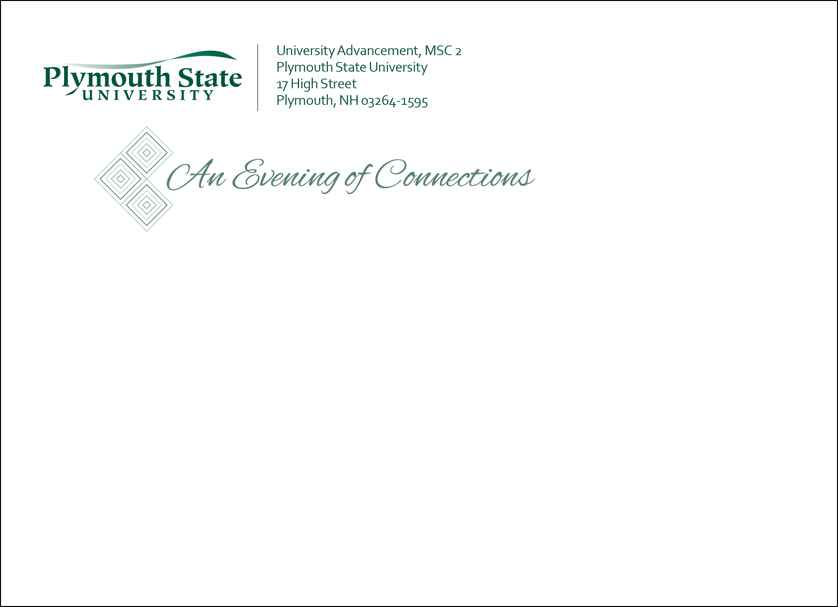 Plymouth State
UNIVERSITY
University Advancement, MSC 2
Plymouth State University
17 High Street
Plymouth, NH 03264-1595
An Evening of Connections